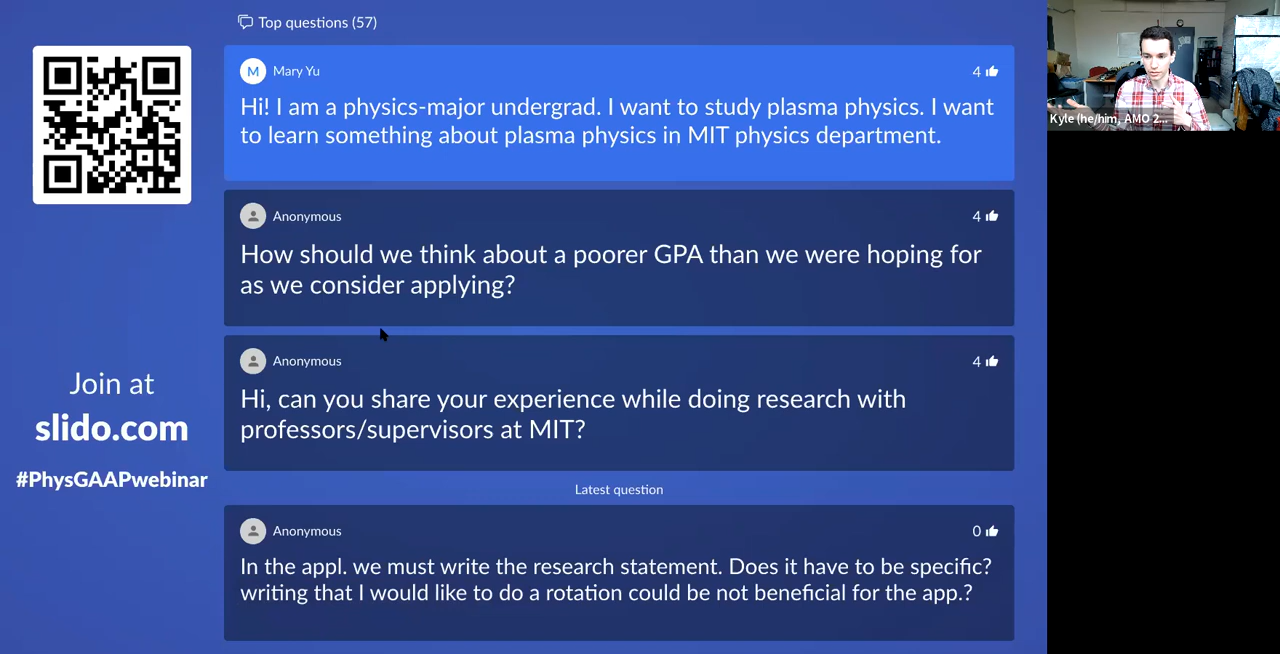 Top questions (57)
M
Mary Yu
4
Hi! I am a physics-major undergrad. I want to study plasma physics. I want
to learn something about plasma physics in MIT physics department.
Anonymous
4
How should we think about a poorer GPA than we were hoping for
as we consider applying?
Anonymous
4
Hi, can you share your experience while doing research with
professors/supervisors at MIT?
Latest question
Anonymous
0
In the appl. we must write the research statement. Does it have to be specific?
writing that I would like to do a rotation could be not beneficial for the app.?
Join at
slido.com
#PhysGAAPwebinar
Kyle (he/him, AMO 2...